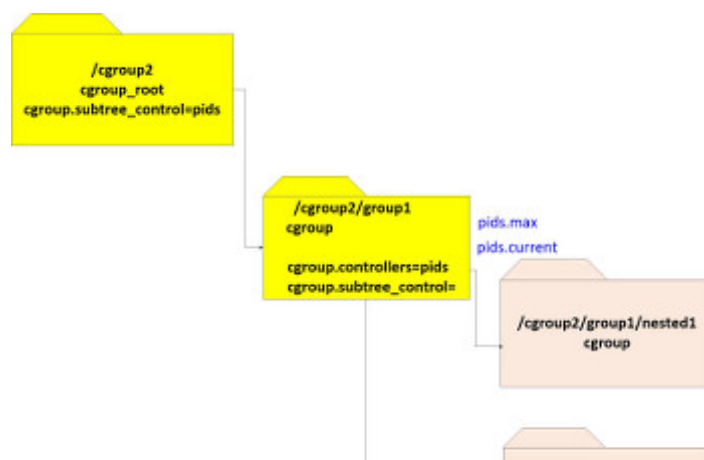 /cgroup2
cgroup_root
cgroup.subtree_control=pids
/cgroup2/group1
cgroup
cgroup.controllers=pids
cgroup.subtree_control=
pids.max
pids.current
/cgroup2/group1/nested1
cgroup